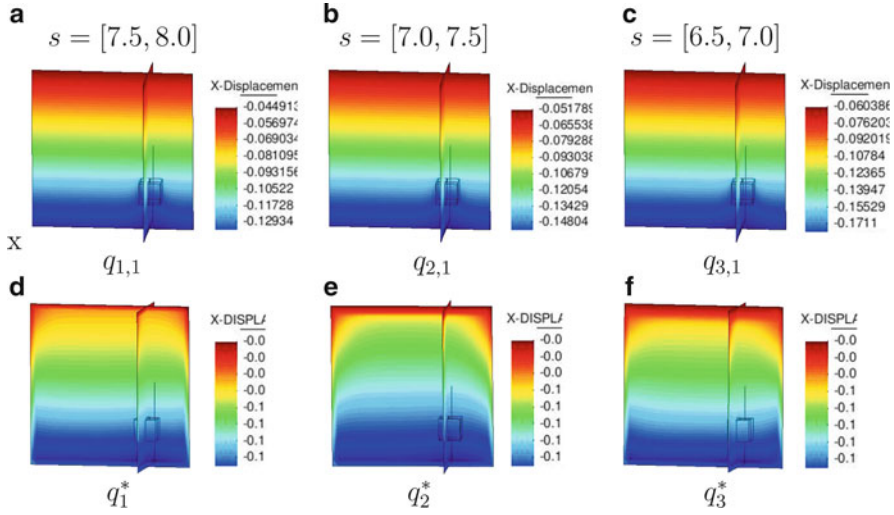 a b c
s = [7.5, 8.0] s = [7.0, 7.5] s = [6.5, 7.0]
X-Displacemen X-Displacemen X-Displacemen
-0.044913 -0.051789 -0.060386
-0.056974 -0.065538 -0.076203
-0.069034 -0.079288 -0.092019
-0.081095 -0.093038 -0.10784
-0.093156 -0.10679 -0.12365
-0.10522 -0.12054 -0.13947
-0.11728 -0.13429 -0.15529
-0.12934 -0.14804 -0.1711
X
q1,1 q2,1 q3,1
d e f
X-DISPLA X-DISPLA X-DISPLA
-0.0 -0.0 -0.0
-0.0 -0.0 -0.0
-0.0 -0.0 -0.0
-0.1 -0.1 -0.1
-0.1 -0.1 -0.1
-0.1 -0.1 -0.1
-0.1 -0.1 -0.1
q1* q2* q3*